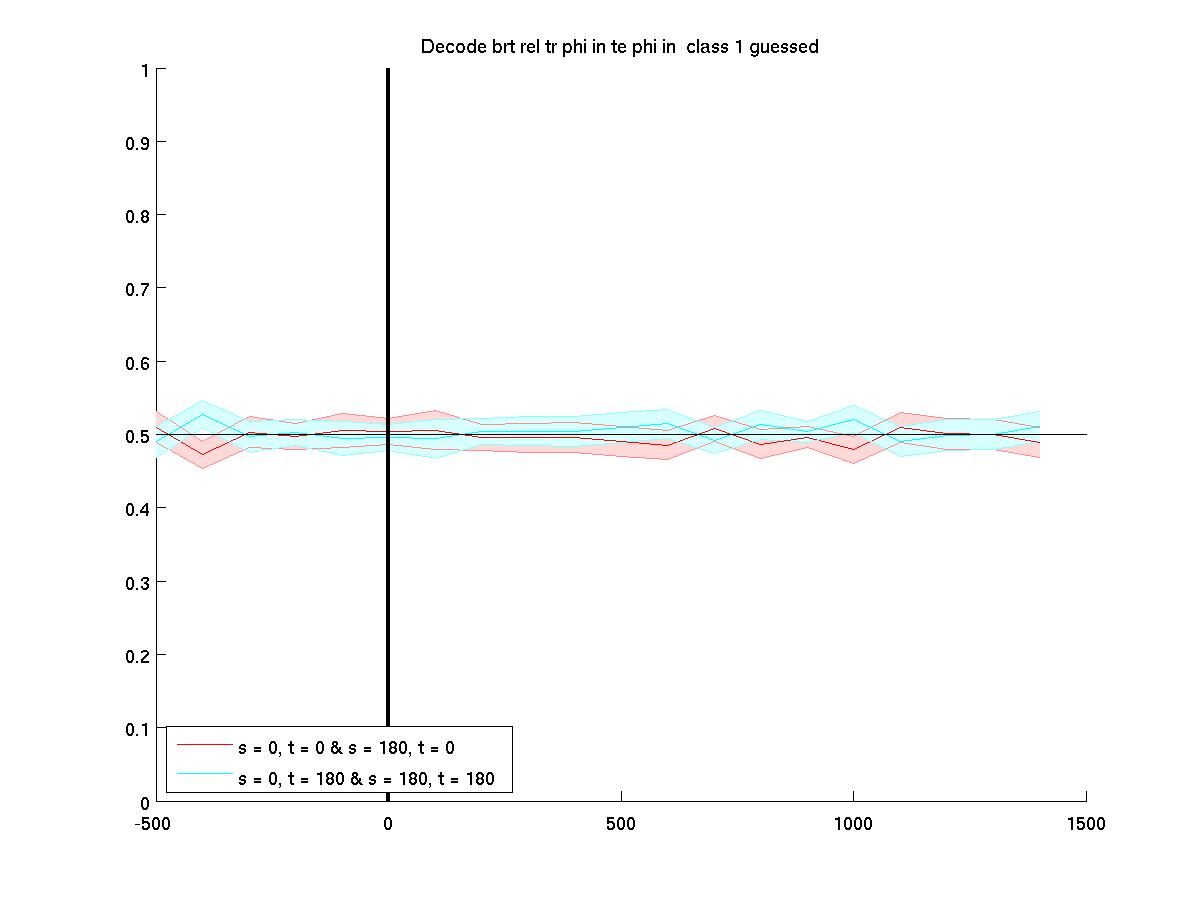 Decode brt rel tr phi in te phi in  class 1 guessed
1
0.9
0.8
0.7
0.6
0.5
0.4
0.3
0.2
0.1
0
s = 0, t = 0 & s = 180, t = 0
s = 0, t = 180 & s = 180, t = 180
-500 0 500 1000 1500